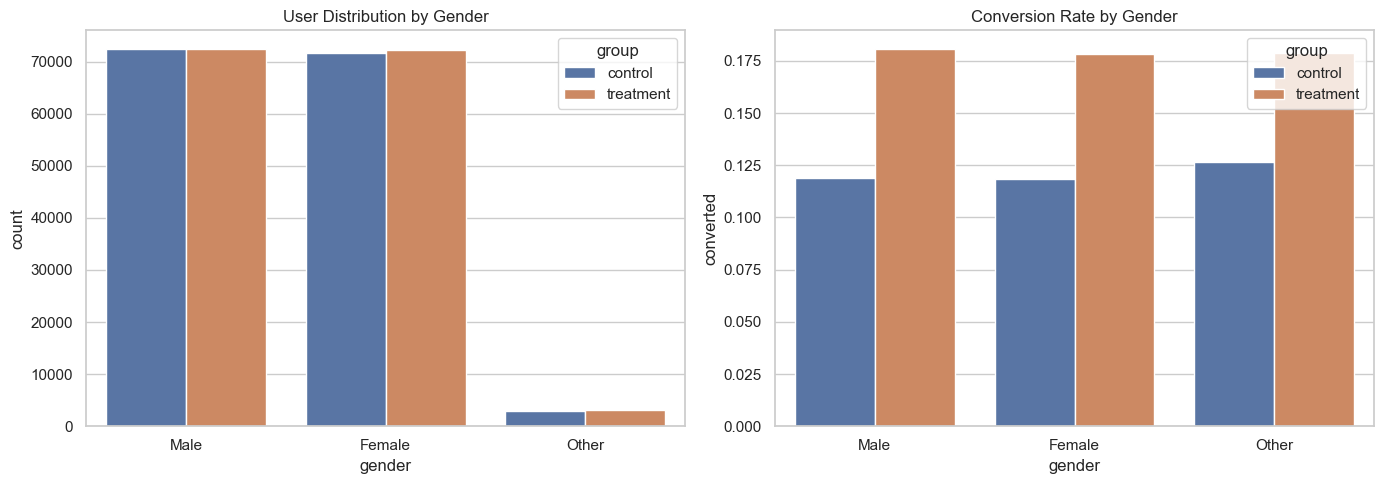 User Distribution by Gender
count
70000
60000
50000
40000
30000
20000
10000
0
group
control
treatment
Male
Female
Other
gender
Conversion Rate by Gender
converted
0.175
0.150
0.125
0.100
0.075
0.050
0.025
0.000
group
control
treatment
Male
Female
Other
gender